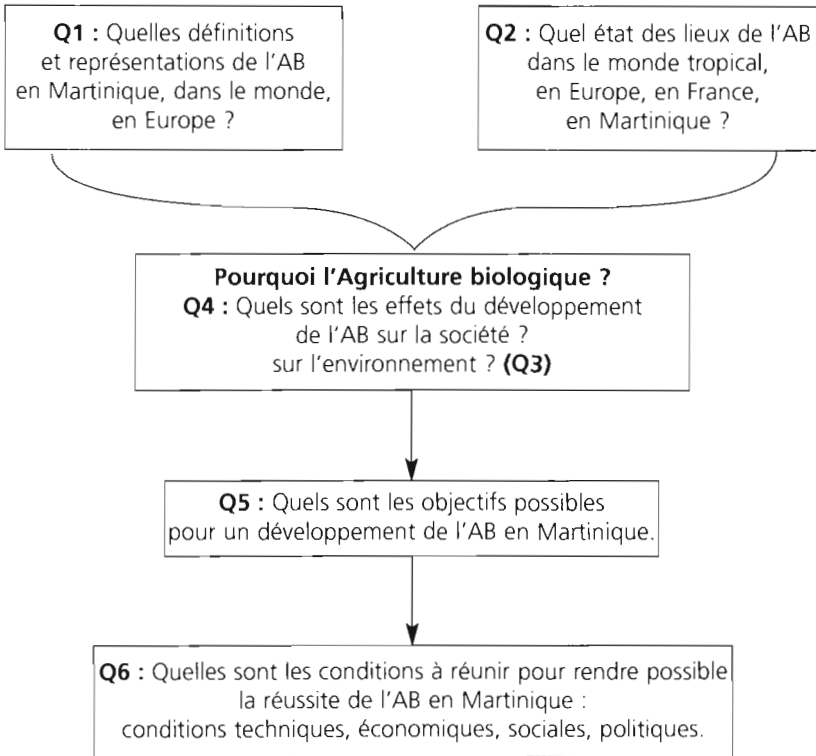 Q1 : Quelles définitions
et représentations de l'AB
en Martinique, dans le monde,
en Europe ?
Q2 : Quel état des lieux de l'AB
dans le monde tropical,
en Europe, en France,
en Martinique ?
Pourquoi l'Agriculture biologique ?
Q4 : Quels sont les effets du développement
de l'AB sur la société ?
sur l'environnement ? (Q3)
Q5 : Quels sont les objectifs possibles
pour un développement de l'AB en Martinique.
Q6 : Quelles sont les conditions à réunir pour rendre possible
la réussite de l'AB en Martinique :
conditions techniques, économiques, sociales, politiques.